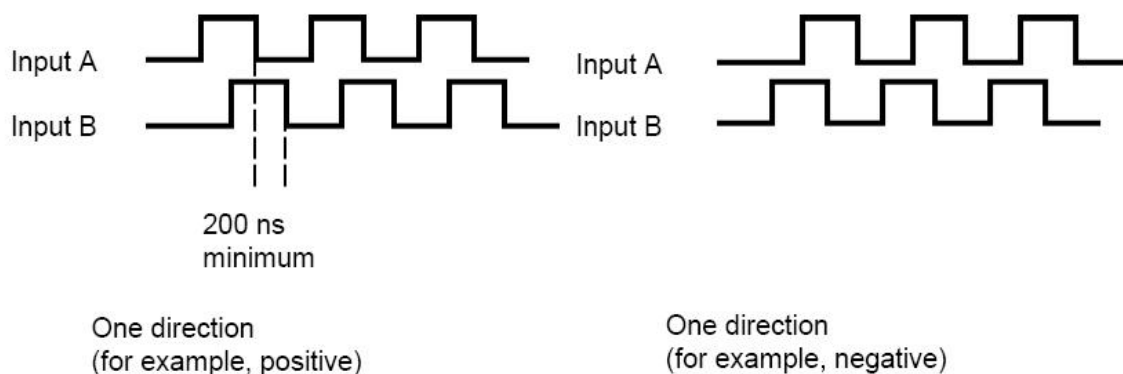 Input A
Input B
200 ns
minimum
One direction
(for example, positive)
Input A
Input B
One direction
(for example, negative)